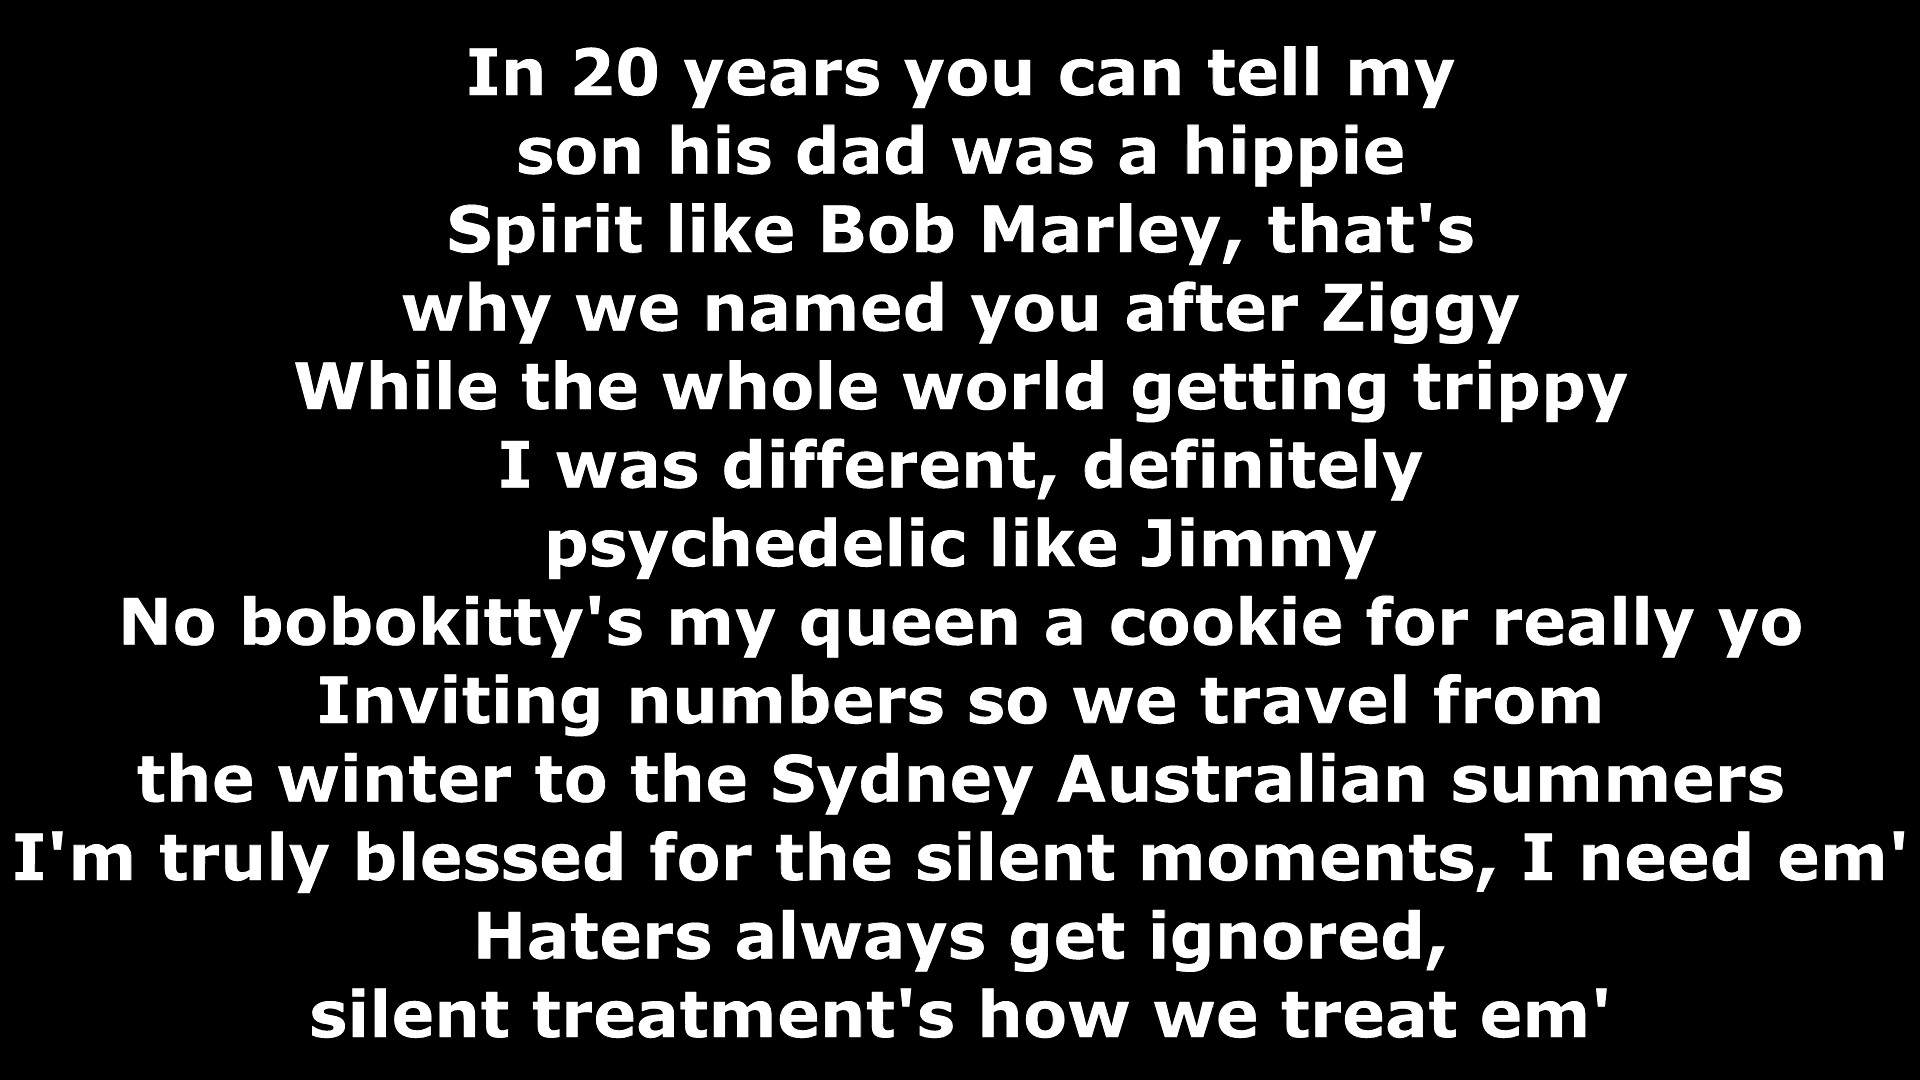 In 20 years you can tell my
son his dad was a hippie
Spirit like Bob Marley, that's
why we named you after Ziggy
While the whole world getting trippy
I was different, definitely
psychedelic like Jimmy
No bobokitty's my queen a cookie for really yo
Inviting numbers so we travel from
the winter to the Sydney Australian summers
I'm truly blessed for the silent moments, I need em'
Haters always get ignored,
silent treatment's how we treat em'